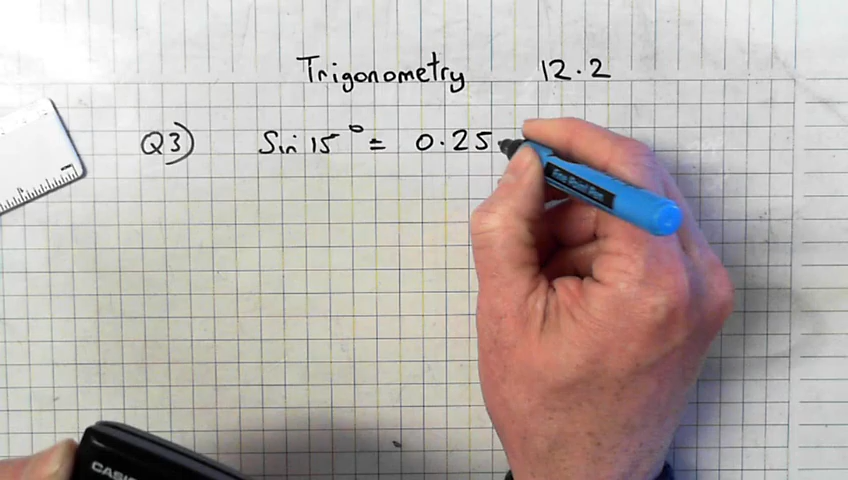 Trigonometry 12.2
Q3) Sin 15° = 0.25
Fine Point Pen
CASIO